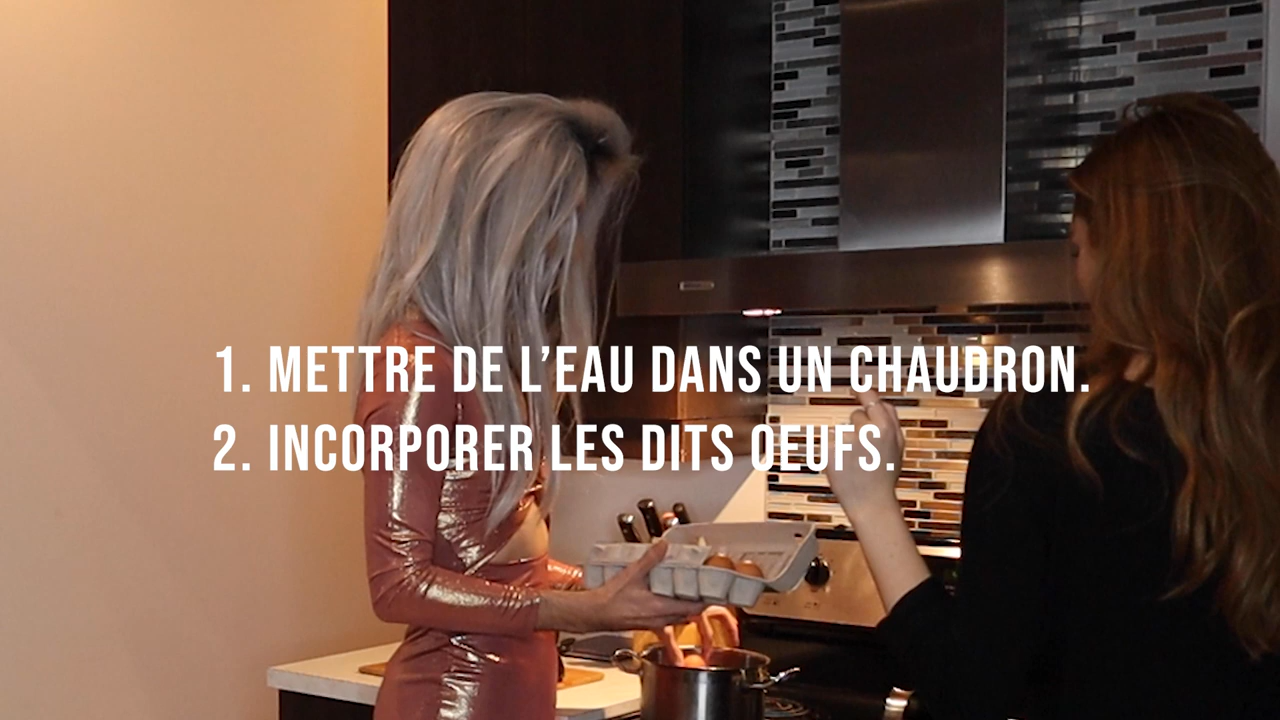 1. METTRE DE L’EAU DANS UN CHAUDRON.
2. INCORPORER LES DITS OEUFS.